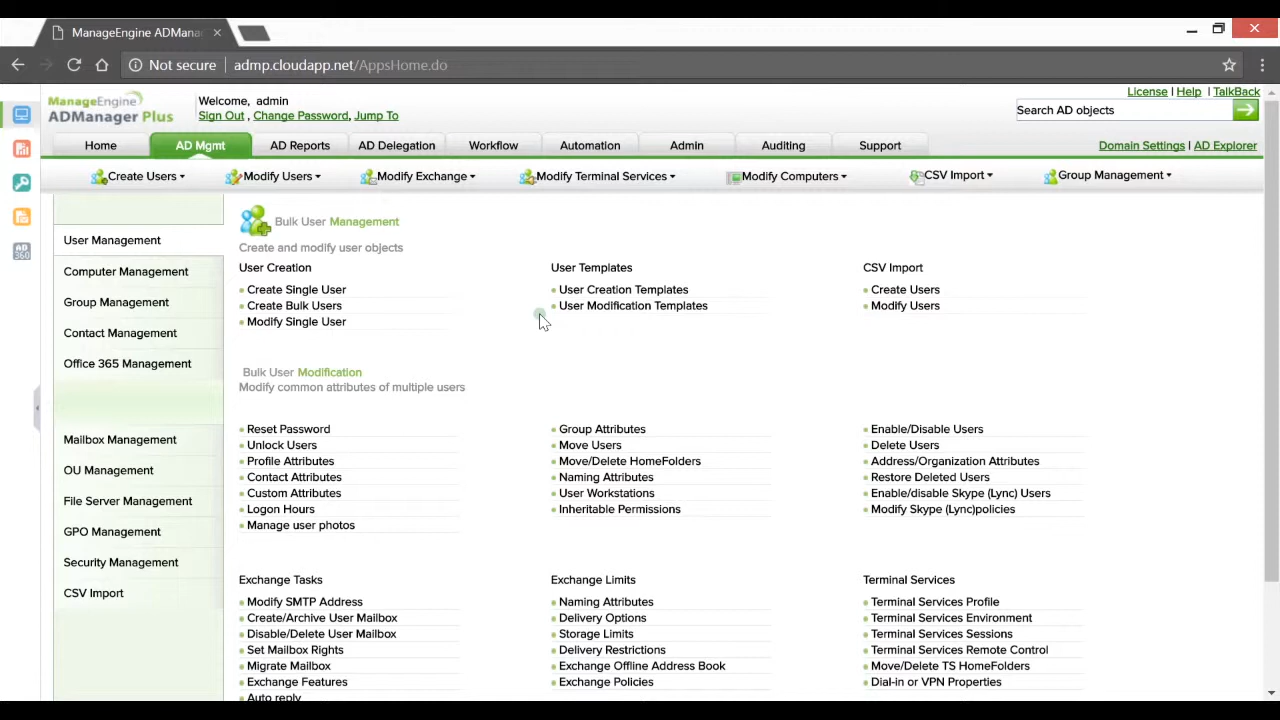 ManageEngine ADMana
Not secure admp.cloudapp.net/AppsHome.do
License | Help | TalkBack
ManageEngine
ADManager Plus
Welcome, admin
Sign Out , Change Password, Jump To
Search AD objects
Home AD Mgmt AD Reports AD Delegation Workflow Automation Admin Auditing Support
Domain Settings | AD Explorer
Create Users Modify Users Modify Exchange Modify Terminal Services Modify Computers CSV Import Group Management
User Management
Computer Management
Group Management
Contact Management
Office 365 Management
Mailbox Management
OU Management
File Server Management
GPO Management
Security Management
CSV Import
AD 360
Bulk User Management
Create and modify user objects
User Creation
Create Single User
Create Bulk Users
Modify Single User
User Templates
User Creation Templates
User Modification Templates
CSV Import
Create Users
Modify Users
Bulk User Modification
Modify common attributes of multiple users
Reset Password
Unlock Users
Profile Attributes
Contact Attributes
Custom Attributes
Logon Hours
Manage user photos
Group Attributes
Move Users
Move/Delete HomeFolders
Naming Attributes
User Workstations
Inheritable Permissions
Enable/Disable Users
Delete Users
Address/Organization Attributes
Restore Deleted Users
Enable/disable Skype (Lync) Users
Modify Skype (Lync)policies
Exchange Tasks
Modify SMTP Address
Create/Archive User Mailbox
Disable/Delete User Mailbox
Set Mailbox Rights
Migrate Mailbox
Exchange Features
Auto reply
Exchange Limits
Naming Attributes
Delivery Options
Storage Limits
Delivery Restrictions
Exchange Offline Address Book
Exchange Policies
Terminal Services
Terminal Services Profile
Terminal Services Environment
Terminal Services Sessions
Terminal Services Remote Control
Move/Delete TS HomeFolders
Dial-in or VPN Properties